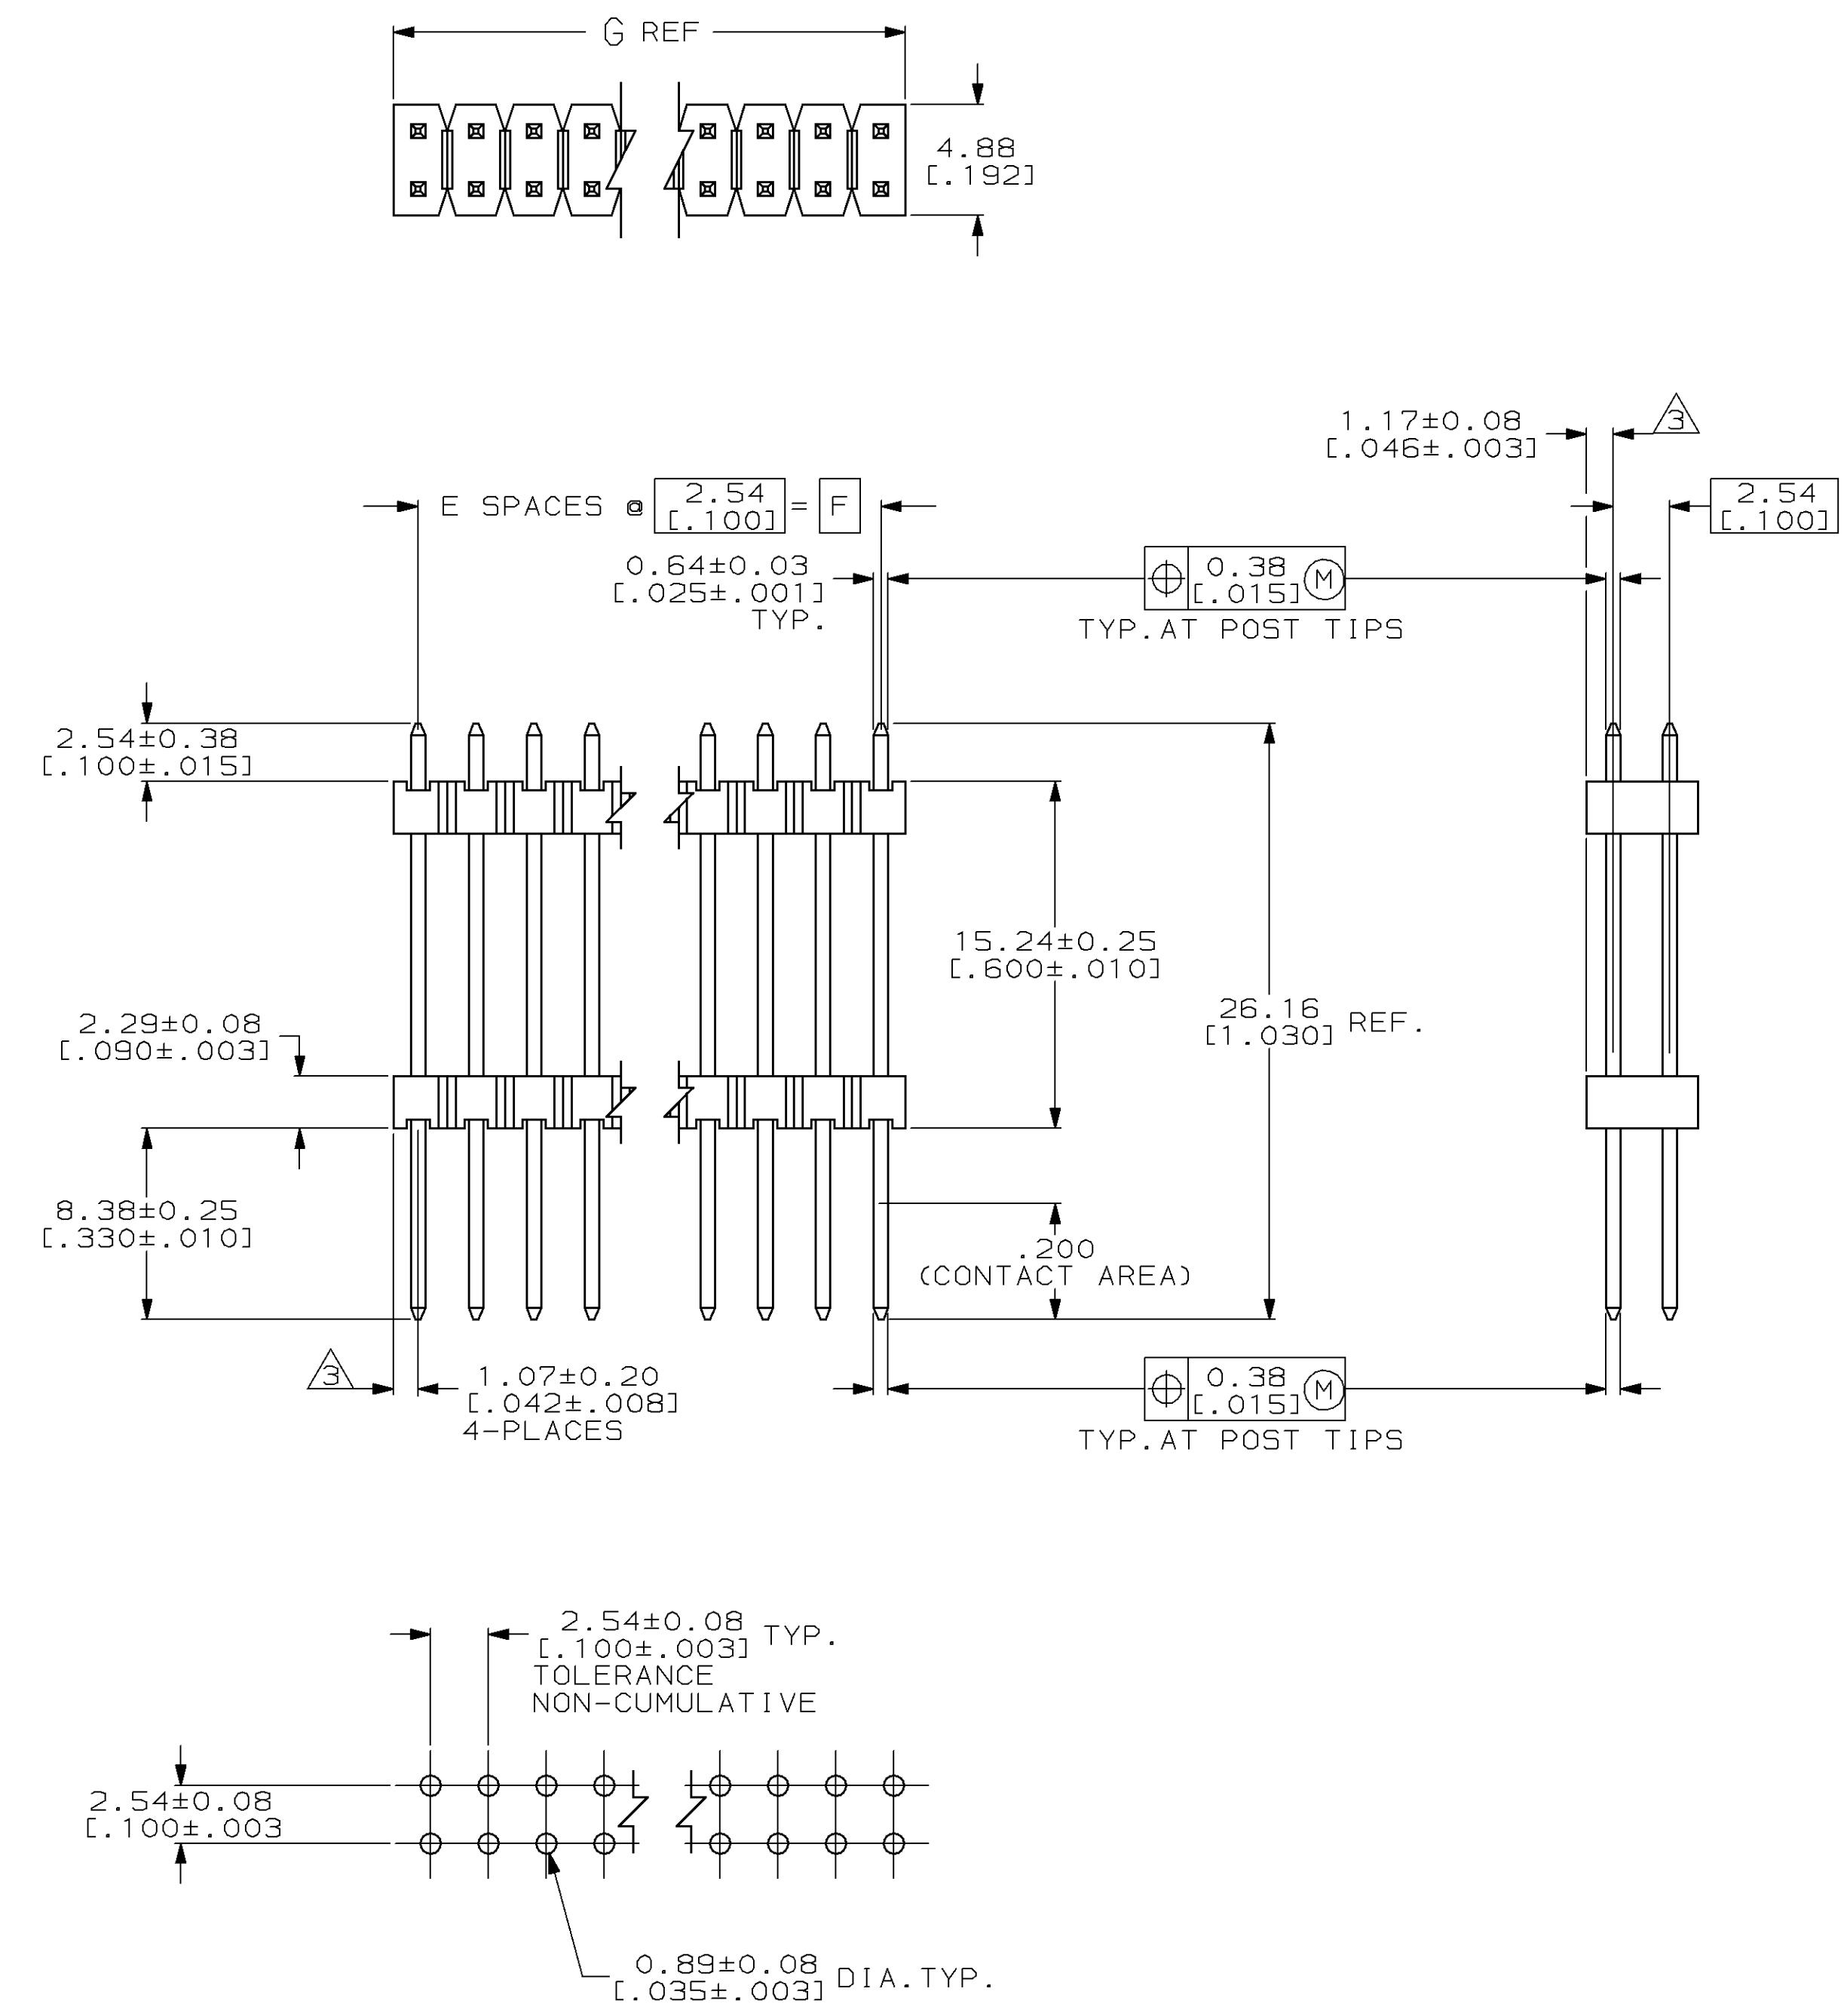 G REF
4.88
[.192]
1.17±0.08
[.046±.003]
3
E SPACES @ 2.54 [.100] = F
2.54
[.100]
0.64±0.03
[.025±.001]
TYP.
0.38
[.015] M
TYP.AT POST TIPS
2.54±0.38
[.100±.015]
15.24±0.25
[.600±.010]
26.16
[1.030] REF.
2.29±0.08
[.090±.003]
8.38±0.25
[.330±.010]
.200
(CONTACT AREA)
3
1.07±0.20
[.042±.008]
4-PLACES
0.38
[.015] M
TYP.AT POST TIPS
2.54±0.08
[.100±.003] TYP.
TOLERANCE
NON-CUMULATIVE
2.54±0.08
[.100±.003
0.89±0.08
[.035±.003] DIA.TYP.